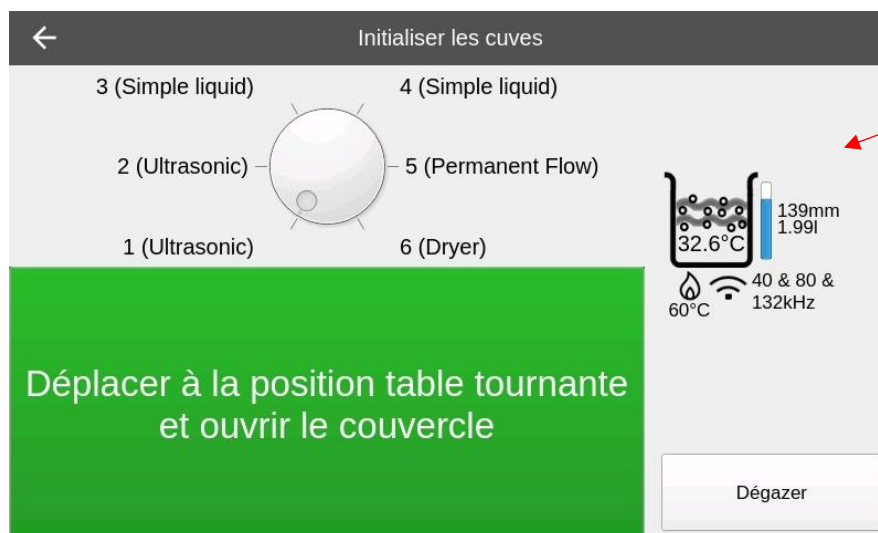 Initialiser les cuves
3 (Simple liquid)
4 (Simple liquid)
2 (Ultrasonic)
5 (Permanent Flow)
1 (Ultrasonic)
6 (Dryer)
139mm
1.99l
32.6°C
60°C
40 & 80 &
132kHz
Déplacer à la position table tournante
et ouvrir le couvercle
Dégazer